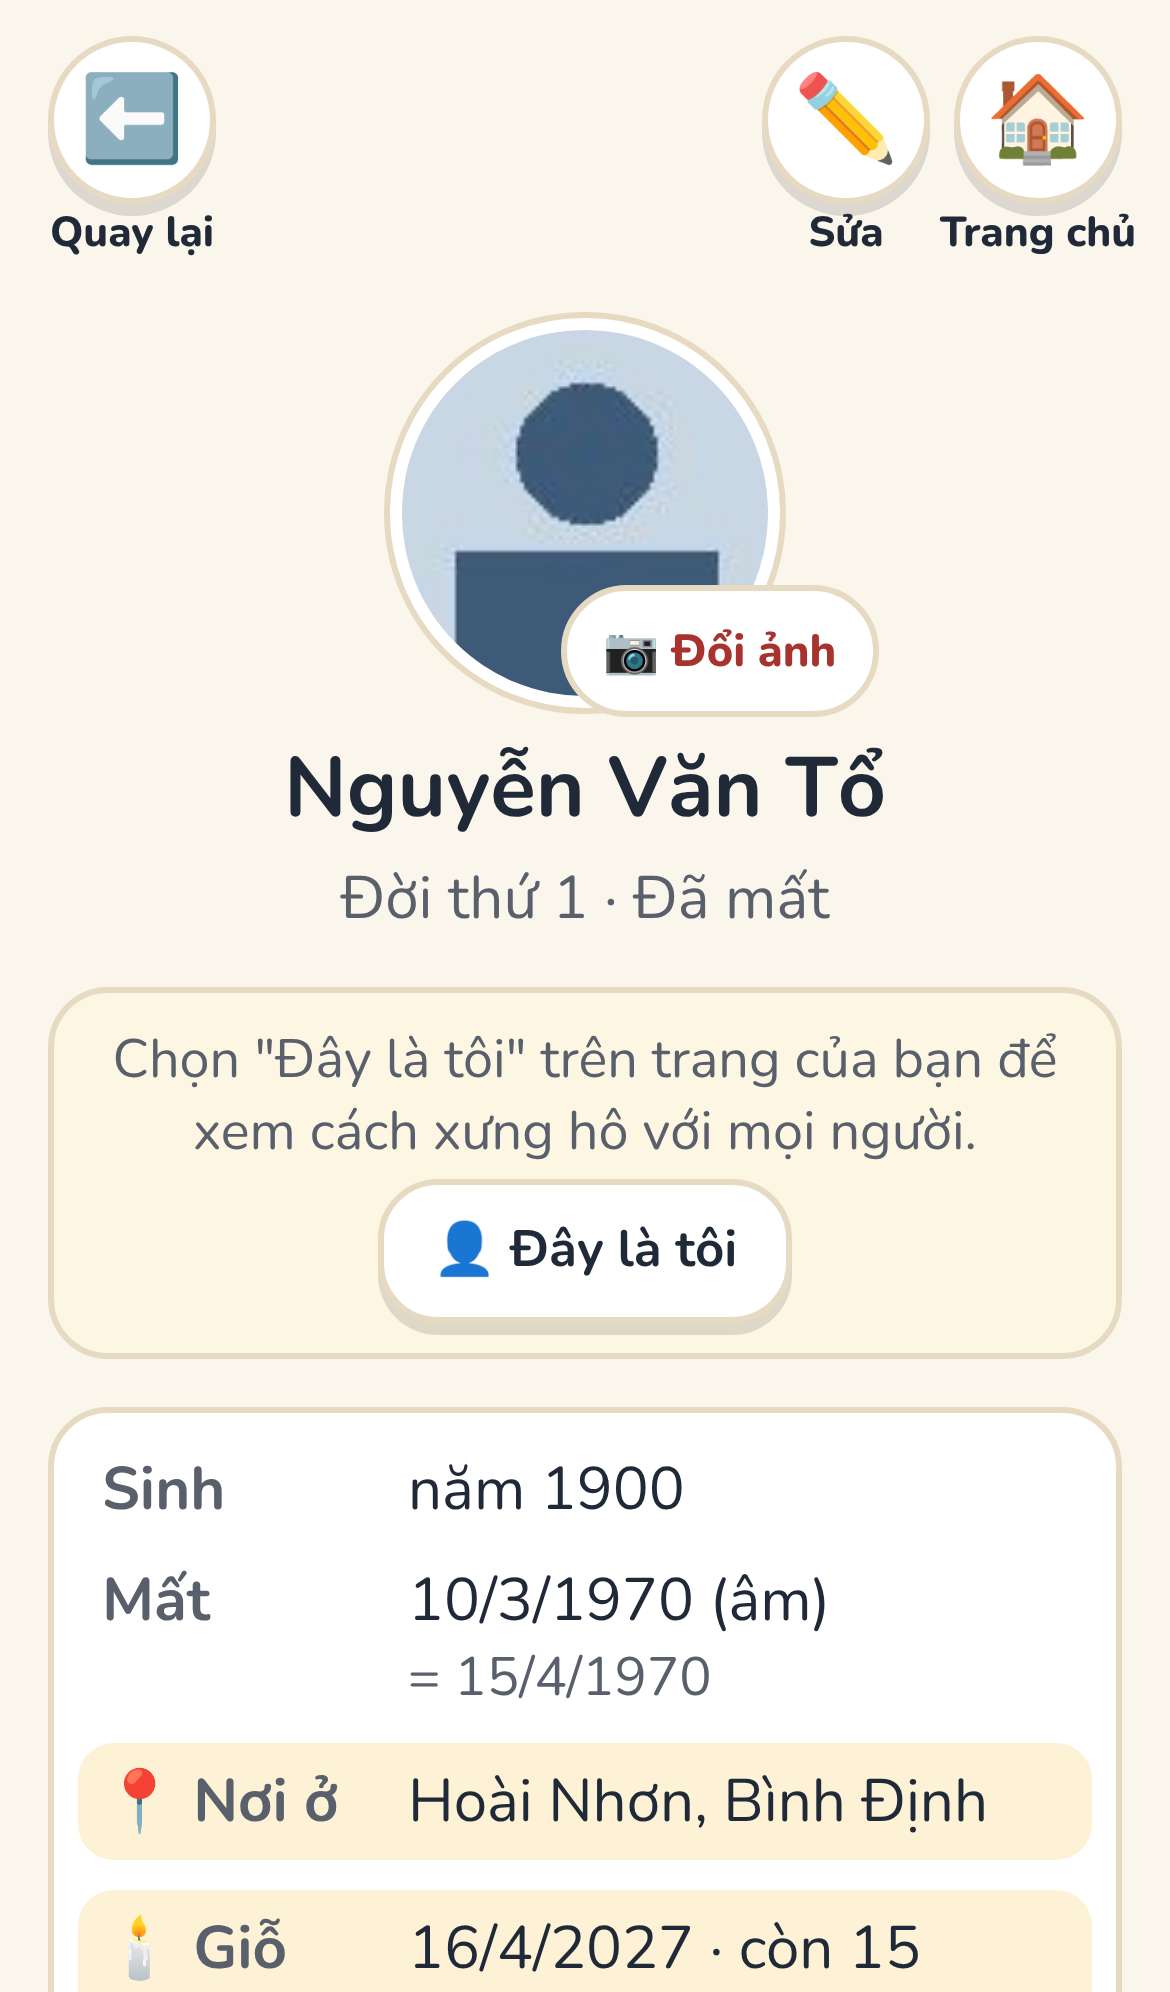 Quay lại
Sửa
Trang chủ
Đổi ảnh
Nguyễn Văn Tổ
Đời thứ 1 · Đã mất
Chọn "Đây là tôi" trên trang của bạn để
xem cách xưng hô với mọi người.
Đây là tôi
Sinh năm 1900
Mất 10/3/1970 (âm)
= 15/4/1970
Nơi ở Hoài Nhơn, Bình Định
Giỗ 16/4/2027 · còn 15